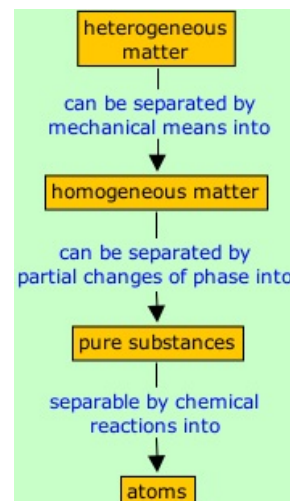 heterogeneous
matter
can be separated by
mechanical means into
homogeneous matter
can be separated by
partial changes of phase into
pure substances
separable by chemical
reactions into
atoms